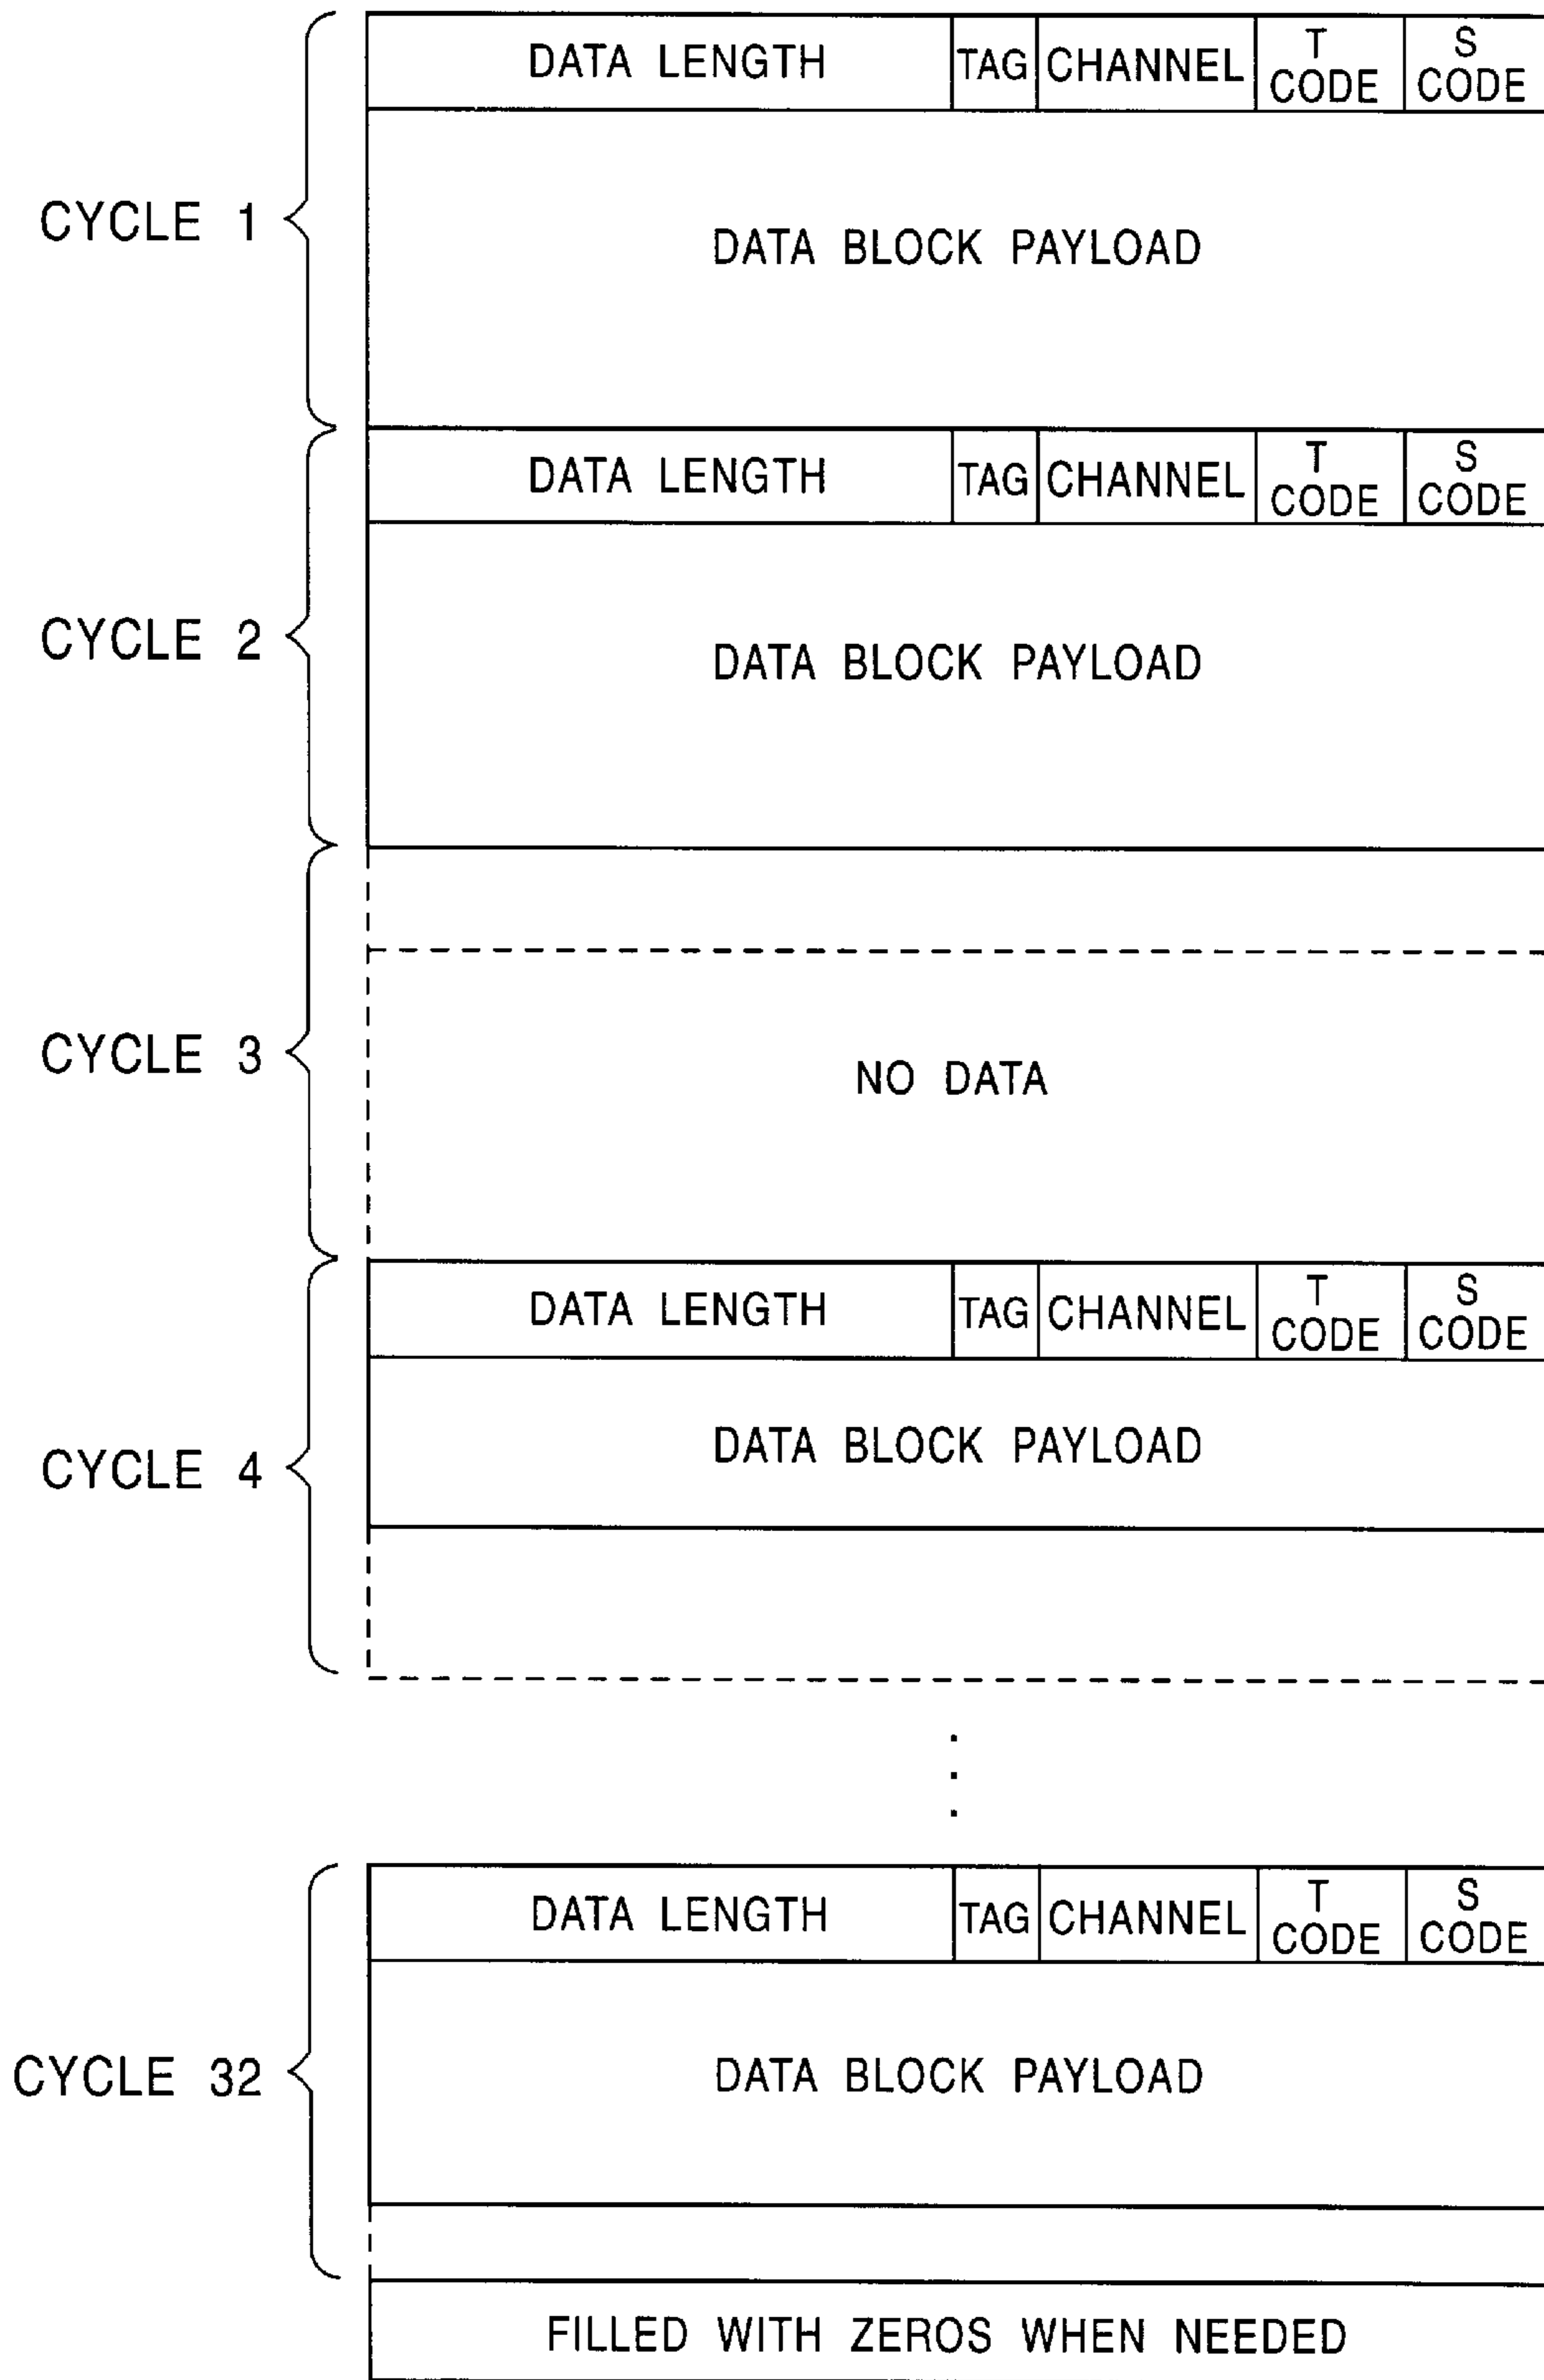 DATA LENGTH TAG CHANNEL T CODE S CODE
CYCLE 1
DATA BLOCK PAYLOAD
DATA LENGTH TAG CHANNEL T CODE S CODE
CYCLE 2
DATA BLOCK PAYLOAD
CYCLE 3
NO DATA
DATA LENGTH TAG CHANNEL T CODE S CODE
DATA BLOCK PAYLOAD
CYCLE 4
DATA LENGTH TAG CHANNEL T CODE S CODE
CYCLE 32
DATA BLOCK PAYLOAD
FILLED WITH ZEROS WHEN NEEDED